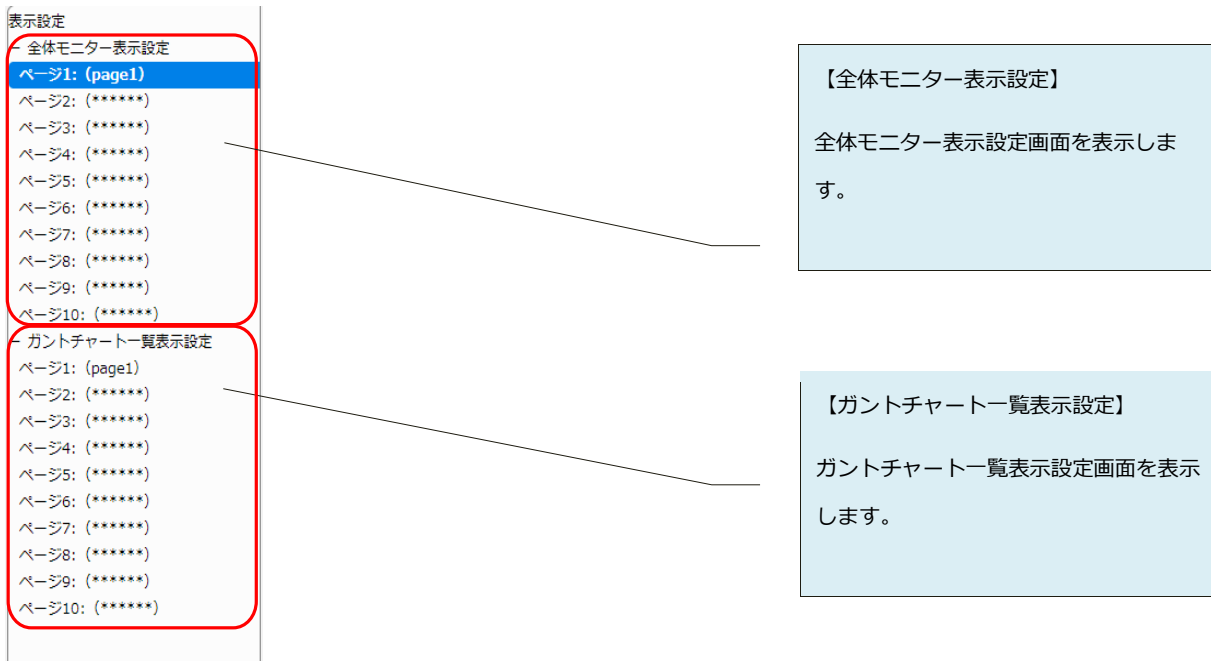 表示設定
- 全体モニター表示設定
ページ1: (page1)
ページ2: (******)
ページ3: (******)
ページ4: (******)
ページ5: (******)
ページ6: (******)
ページ7: (******)
ページ8: (******)
ページ9: (******)
ページ10: (******)
- ガントチャート一覧表示設定
ページ1: (page1)
ページ2: (******)
ページ3: (******)
ページ4: (******)
ページ5: (******)
ページ6: (******)
ページ7: (******)
ページ8: (******)
ページ9: (******)
ページ10: (******)
【全体モニター表示設定】
全体モニター表示設定画面を表示しま
す。
【ガントチャート一覧表示設定】
ガントチャート一覧表示設定画面を表示
します。